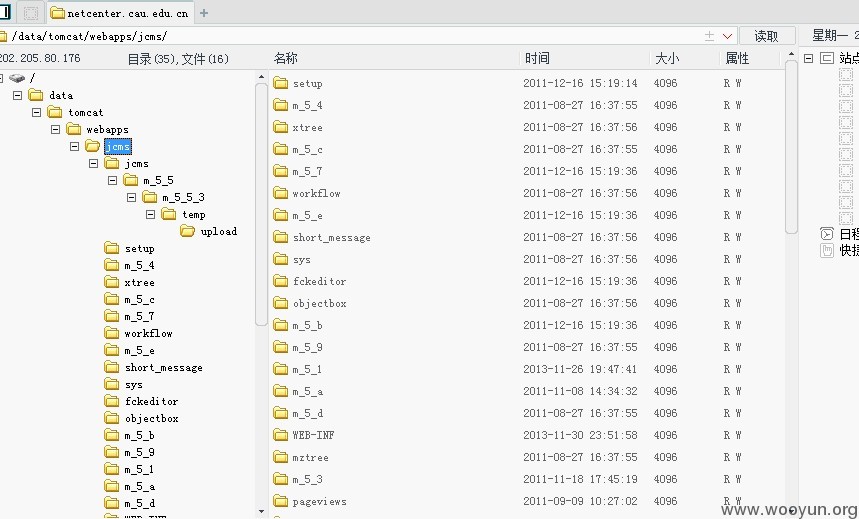 netcenter.cau.edu.cn
/data/tomcat/webapps/jcms/ 读取 星期一 2
202.205.80.176 目录(35),文件(16) 名称 时间 大小 属性 站点
/
data
tomcat
webapps
jcms
jcms
m_5_5
m_5_5_3
temp
upload
setup
m_5_4
xtree
m_5_c
m_5_7
workflow
m_5_e
short_message
sys
fckeditor
objectbox
m_5_b
m_5_9
m_5_1
m_5_a
m_5_d
WEB-INF
setup 2011-12-16 15:19:14 4096 R W
m_5_4 2011-08-27 16:37:55 4096 R W
xtree 2011-08-27 16:37:56 4096 R W
m_5_c 2011-08-27 16:37:55 4096 R W
m_5_7 2011-12-16 15:19:36 4096 R W
workflow 2011-08-27 16:37:56 4096 R W
m_5_e 2011-12-16 15:19:36 4096 R W
short_message 2011-08-27 16:37:56 4096 R W
sys 2011-08-27 16:37:56 4096 R W
fckeditor 2011-12-16 15:19:36 4096 R W
objectbox 2011-08-27 16:37:56 4096 R W
m_5_b 2011-12-16 15:19:36 4096 R W
m_5_9 2011-08-27 16:37:55 4096 R W
m_5_1 2013-11-26 19:47:41 4096 R W
m_5_a 2011-11-08 14:34:32 4096 R W
m_5_d 2011-08-27 16:37:55 4096 R W
WEB-INF 2013-11-30 23:51:58 4096 R W
mztree 2011-08-27 16:37:55 4096 R W
m_5_3 2011-11-18 17:45:19 4096 R W
pageviews 2011-09-09 10:27:02 4096 R W
日程
快捷
www.wooyun.org